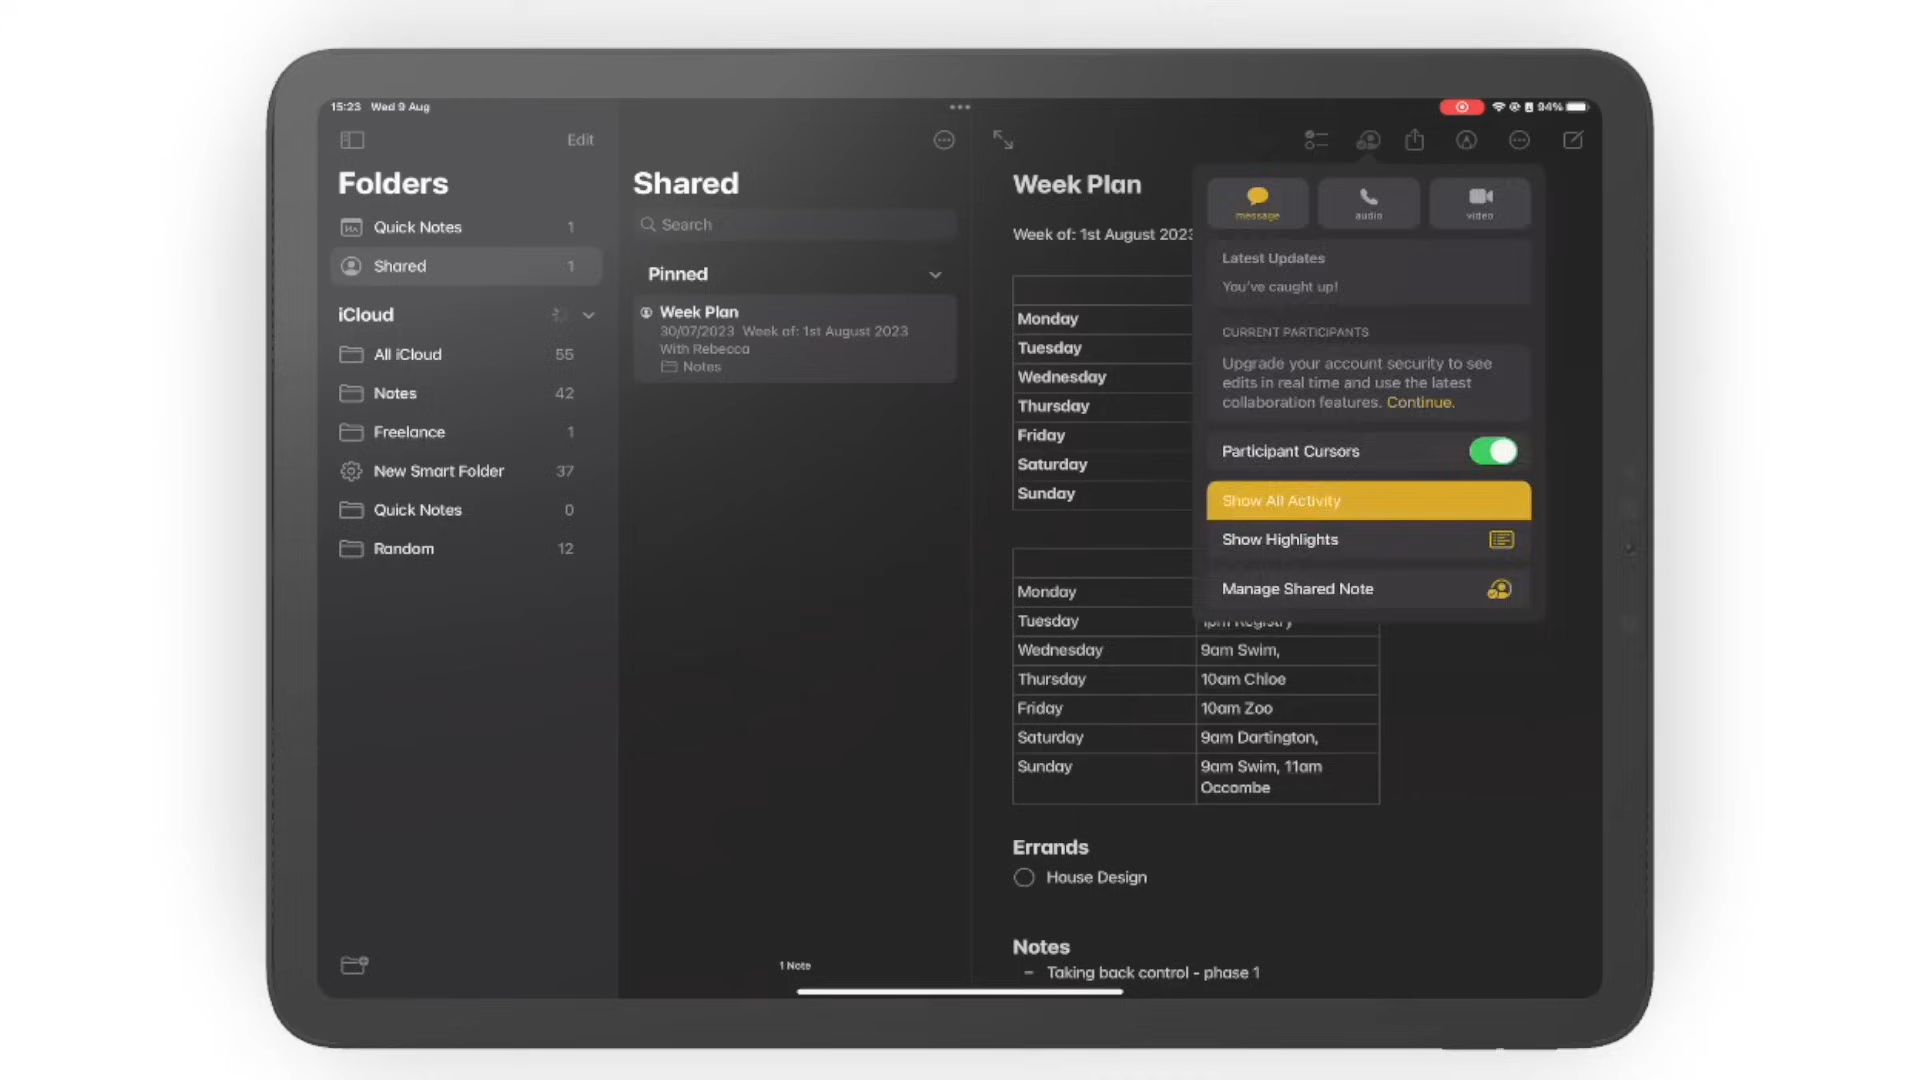 15:23 Wed 9 Aug
94%
Edit
Folders
Quick Notes 1
Shared 1
iCloud
All iCloud 55
Notes 42
Freelance 1
New Smart Folder 37
Quick Notes 0
Random 12
Shared
Search
Pinned
Week Plan
30/07/2023 Week of: 1st August 2023
With Rebecca
Notes
1 Note
Week Plan
Week of: 1st August 2023
Monday
Tuesday
Wednesday
Thursday
Friday
Saturday
Sunday
Monday
Tuesday 1pm Registry
Wednesday 9am Swim,
Thursday 10am Chloe
Friday 10am Zoo
Saturday 9am Dartington,
Sunday 9am Swim, 11am
Occombe
Errands
House Design
Notes
- Taking back control - phase 1
message
audio
video
Latest Updates
You've caught up!
CURRENT PARTICIPANTS
Upgrade your account security to see
edits in real time and use the latest
collaboration features. Continue.
Participant Cursors
Show All Activity
Show Highlights
Manage Shared Note